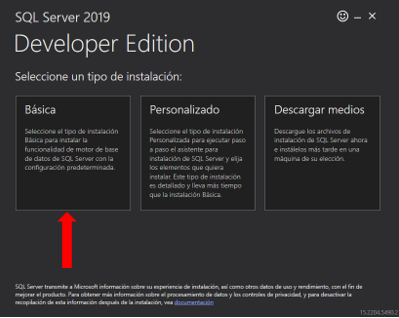 SQL Server 2019
Developer Edition
Seleccione un tipo de instalación:
Básica
Seleccione el tipo de instalación
Básica para instalar la
funcionalidad de motor de base
de datos de SQL Server con la
configuración predeterminada.
Personalizado
Seleccione el tipo de instalación
Personalizada para ejecutar paso
a paso el asistente para
instalación de SQL Server y elija
los elementos que quiera
instalar. Este tipo de instalación
es detallado y lleva más tiempo
que la instalación Básica.
Descargar medios
Descargue los archivos de
instalación de SQL Server ahora
e instálelos más tarde en una
máquina de su elección.
SQL Server transmite a Microsoft información sobre su experiencia de instalación, así como otros datos de uso y rendimiento, con el fin de
mejorar el producto. Para obtener más información sobre el procesamiento de datos y los controles de privacidad, y para desactivar la
recopilación de esta información después de la instalación, vea documentación
15.2204.5490.2